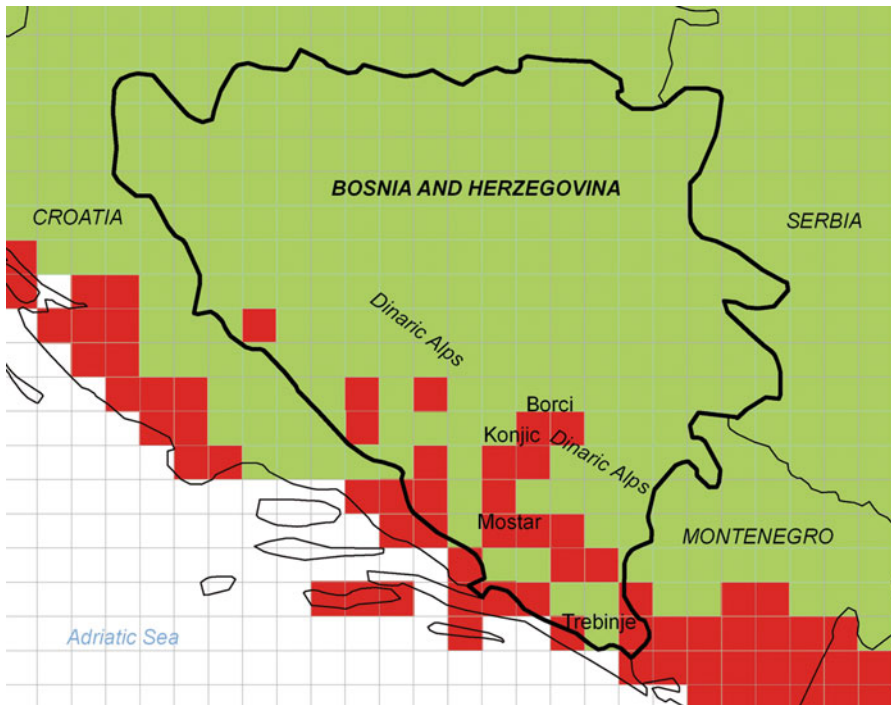 BOSNIA AND HERZEGOVINA
CROATIA
SERBIA
Dinaric Alps
Borci
Konjic
Dinaric Alps
Mostar
MONTENEGRO
Trebinje
Adriatic Sea